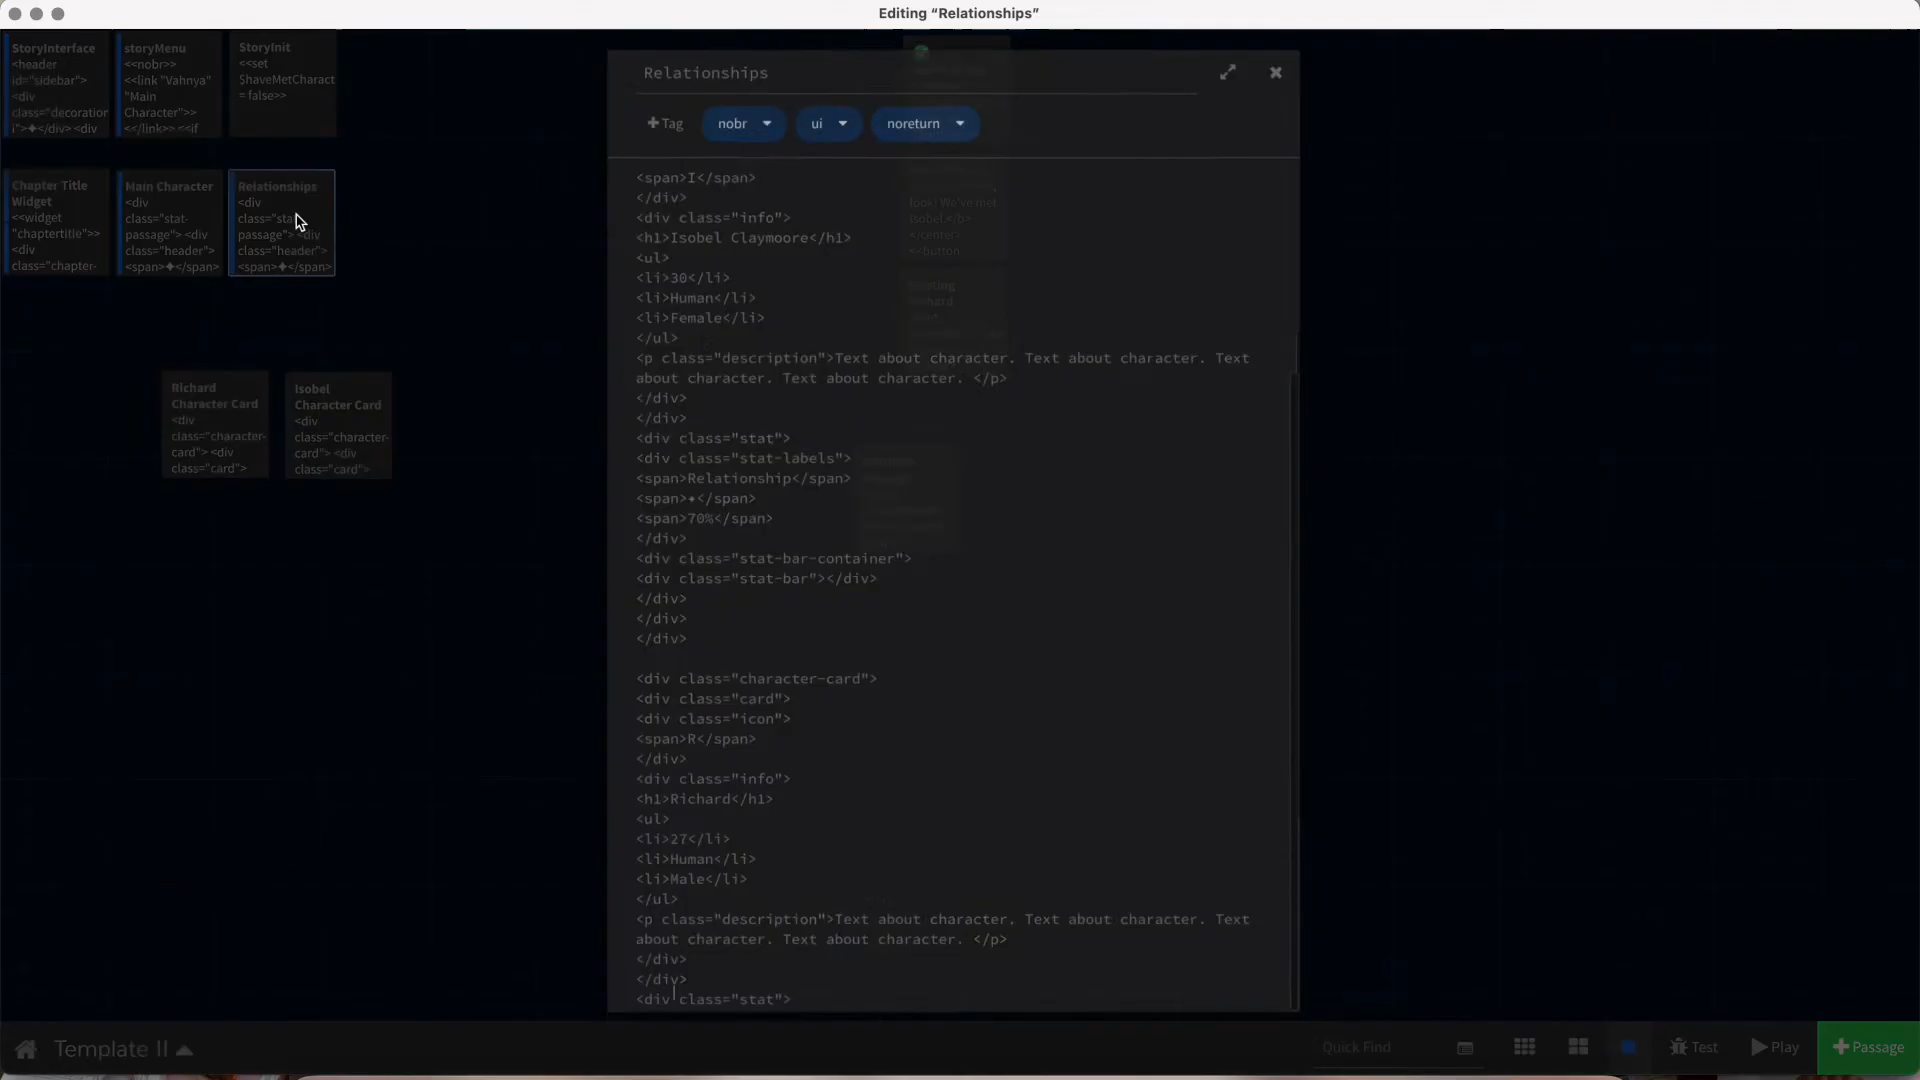 Editing “Relationships”
StoryInterface
<header
id="sidebar">
<div
class="decoration
i">✦</div> <div
storyMenu
<<nobr>>
<<link "Vahnya"
"Main
Character">>
<</link>> <<if
StoryInit
<<set
$haveMetCharact
= false>>
Chapter Title
Widget
<<widget
"chaptertitle">>
<div
class="chapter-
Main Character
<div
class="stat-
passage"> <div
class="header">
<span>✦</span>
Relationships
<div
class="sta
passage"> <div
class="header">
<span>✦</span>
Richard
Character Card
<div
class="character-
card"> <div
class="card">
Isobel
Character Card
<div
class="character-
card"> <div
class="card">
Relationships
+Tag
nobr
ui
noreturn
<span>I</span>
</div>
<div class="info">
<h1>Isobel Claymoore</h1>
<ul>
<li>30</li>
<li>Human</li>
<li>Female</li>
</ul>
<p class="description">Text about character. Text about character. Text
about character. Text about character. </p>
</div>
</div>
<div class="stat">
<div class="stat-labels">
<span>Relationship</span>
<span>✦</span>
<span>70%</span>
</div>
<div class="stat-bar-container">
<div class="stat-bar"></div>
</div>
</div>
</div>
<div class="character-card">
<div class="card">
<div class="icon">
<span>R</span>
</div>
<div class="info">
<h1>Richard</h1>
<ul>
<li>27</li>
<li>Human</li>
<li>Male</li>
</ul>
<p class="description">Text about character. Text about character. Text
about character. Text about character. </p>
</div>
</div>
<div class="stat">
look! We've met
Isobel.</b>
</center>
<<button
Template II
Quick Find
Test
Play
+Passage